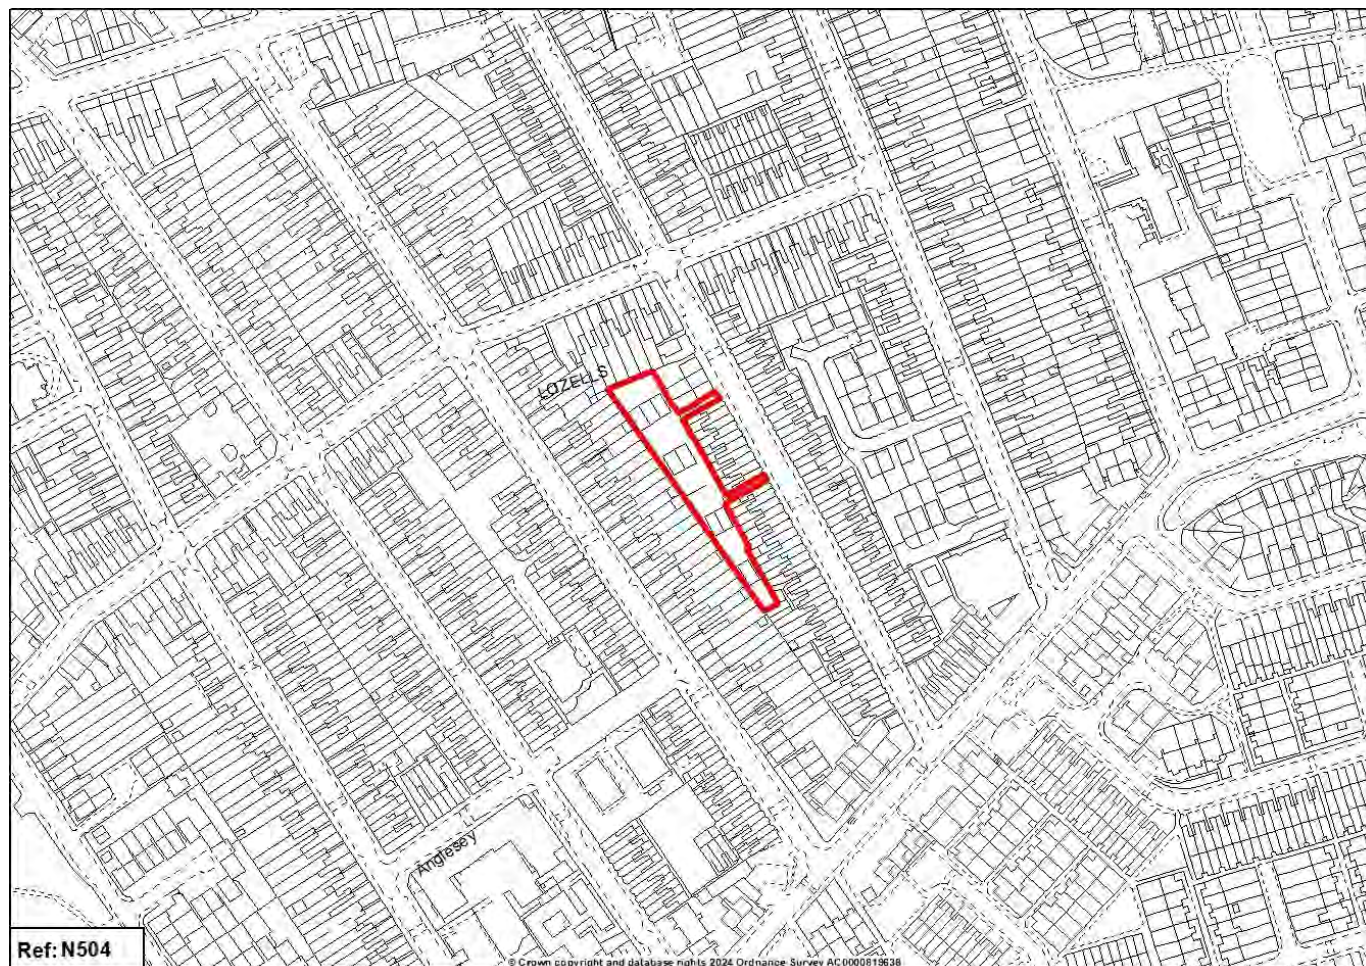 LOZELLS
Anglesey
Ref: N504
© Crown copyright and database rights 2024 Ordnance Survey AC0000819638